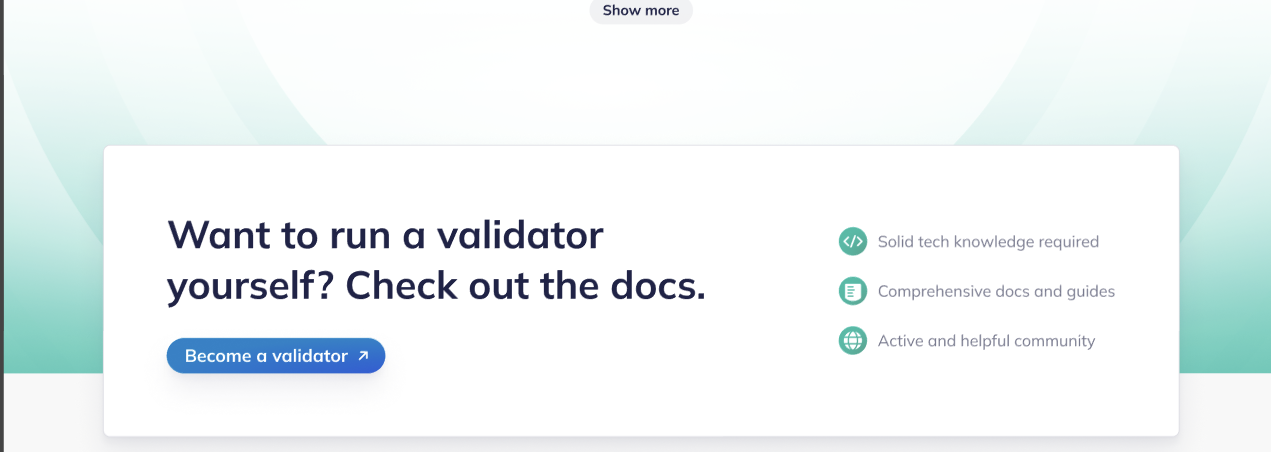 Show more
Want to run a validator
yourself? Check out the docs.
Become a validator
Solid tech knowledge required
Comprehensive docs and guides
Active and helpful community